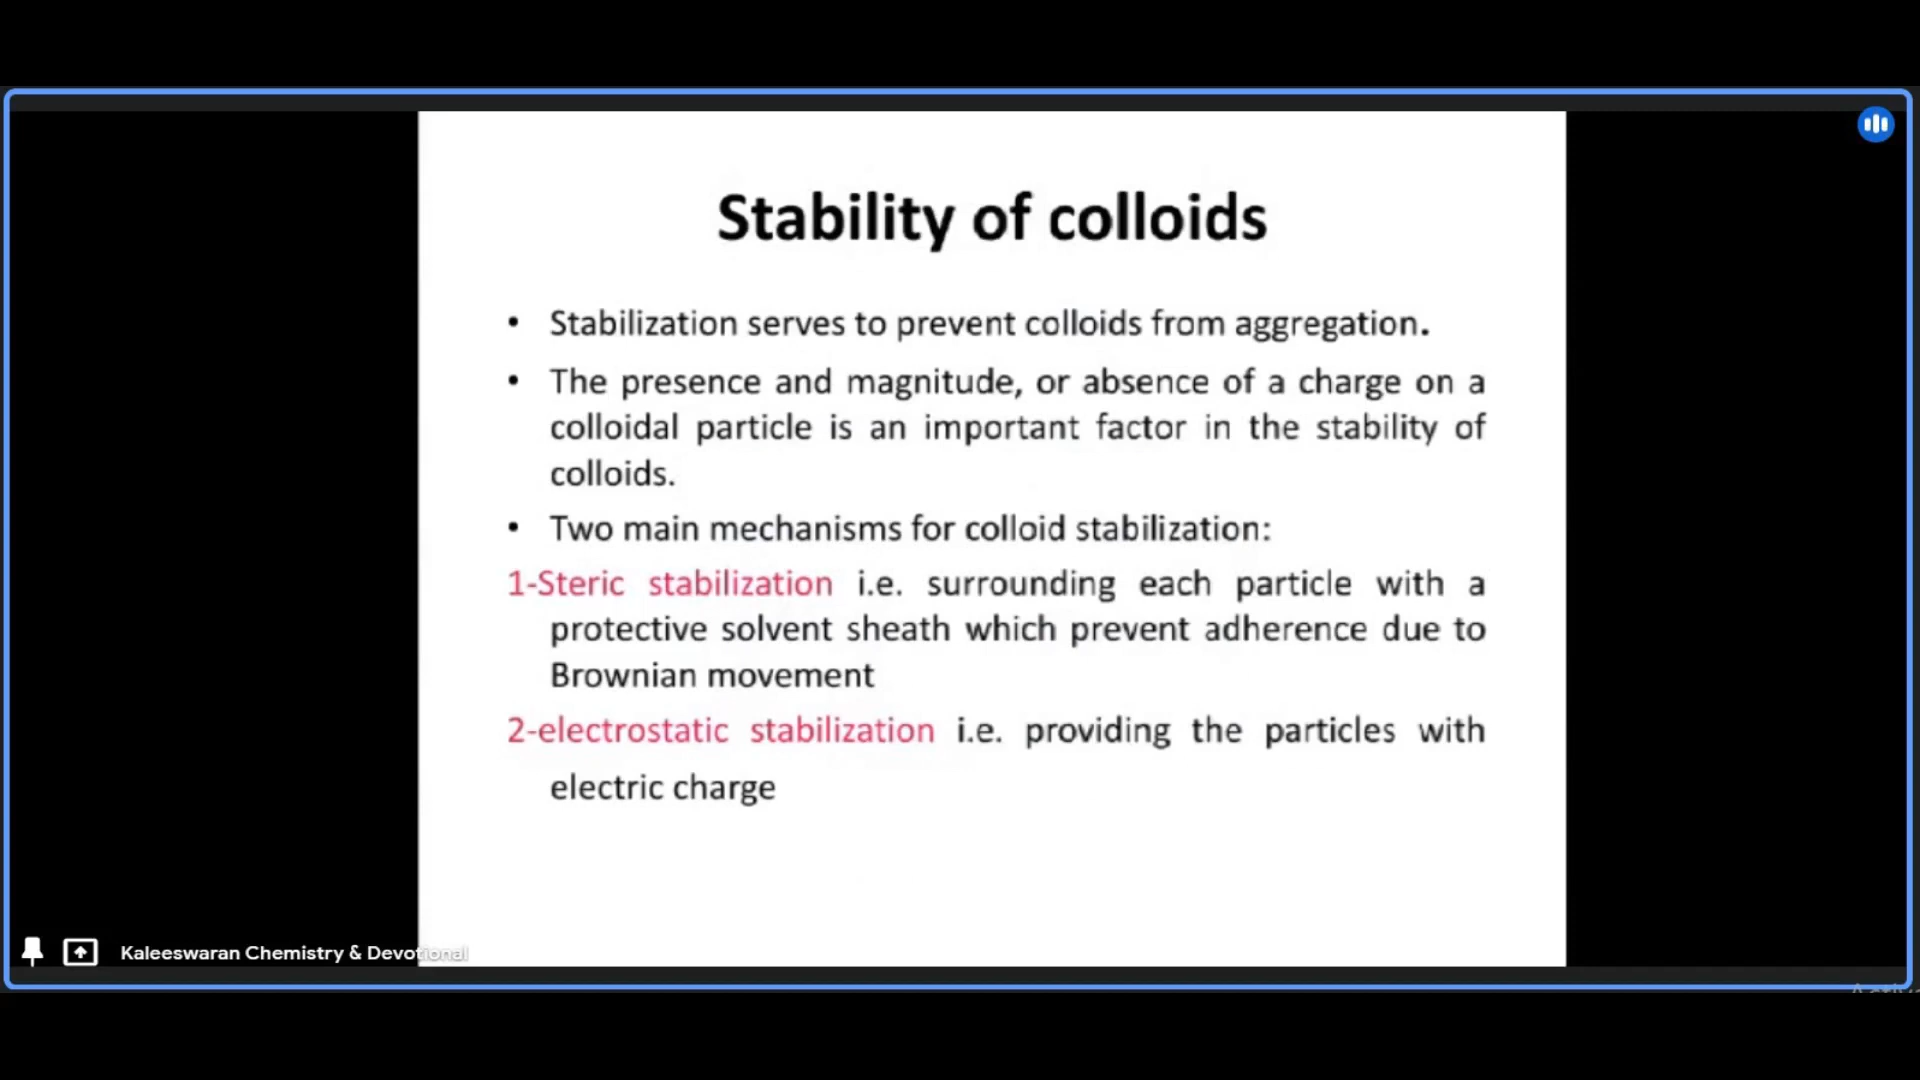 Stability of colloids
• Stabilization serves to prevent colloids from aggregation.
• The presence and magnitude, or absence of a charge on a
colloidal particle is an important factor in the stability of
colloids.
• Two main mechanisms for colloid stabilization:
1-Steric stabilization i.e. surrounding each particle with a
protective solvent sheath which prevent adherence due to
Brownian movement
2-electrostatic stabilization i.e. providing the particles with
electric charge
Kaleeswaran Chemistry & Devotional